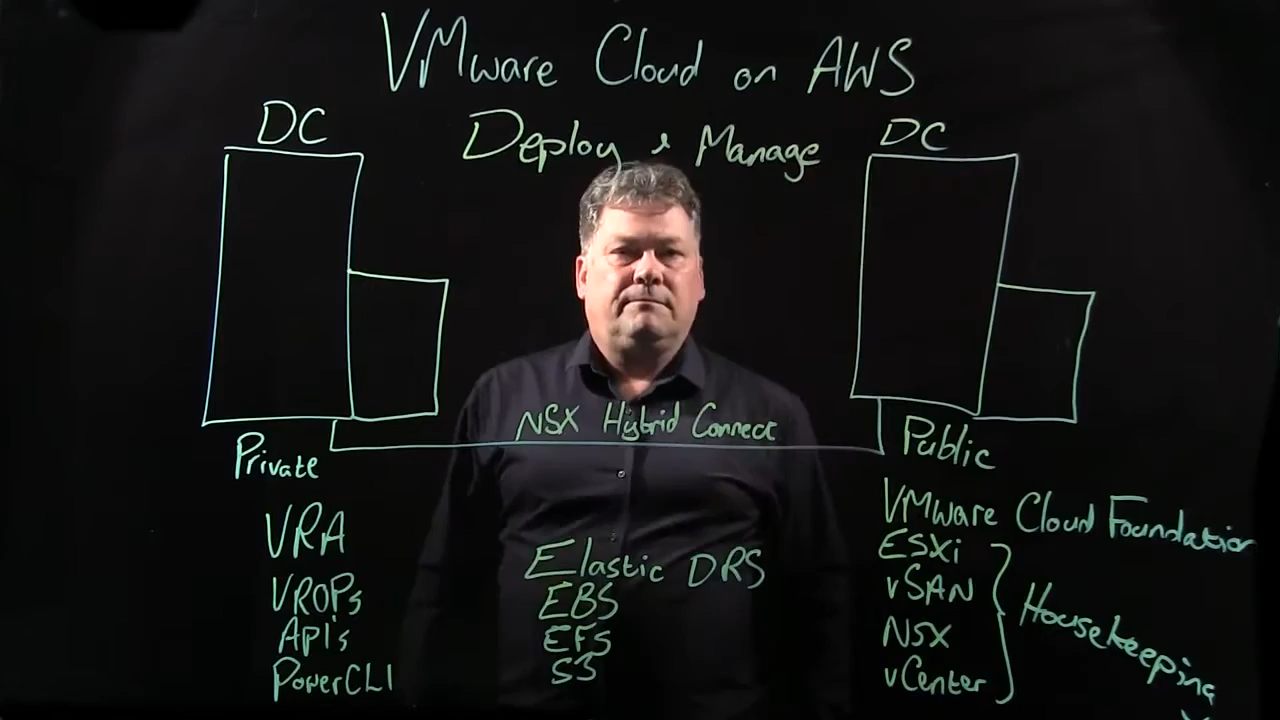 VMware Cloud on AWS
Deploy & Manage
DC
DC
NSX Hybrid Connect
Private
Public
VRA
VROPs
Api's
PowerCLI
Elastic DRS
EBS
EFS
S3
VMware Cloud Foundation
ESXi
vSAN
NSX
vCenter
Housekeeping